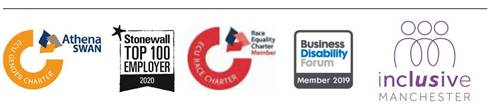 ECU GENDER CHARTER
Athena
SWAN
Stonewall
TOP 100
EMPLOYER
2020
ECU RACE CHARTER
Race
Equality
Charter
Member
Business
Disability
Forum
Member 2019
inclusive
MANCHESTER